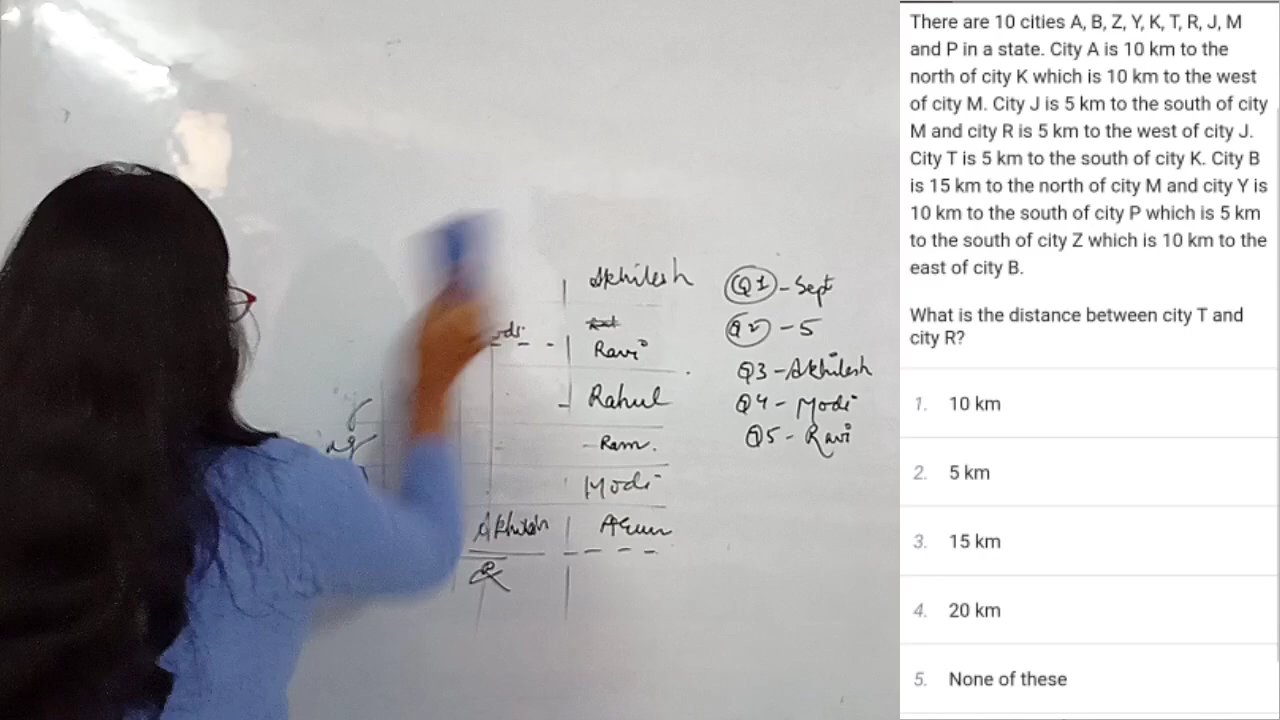 There are 10 cities A, B, Z, Y, K, T, R, J, M
and P in a state. City A is 10 km to the
north of city K which is 10 km to the west
of city M. City J is 5 km to the south of city
M and city R is 5 km to the west of city J.
City T is 5 km to the south of city K. City B
is 15 km to the north of city M and city Y is
10 km to the south of city P which is 5 km
to the south of city Z which is 10 km to the
east of city B.
What is the distance between city T and
city R?
1. 10 km
2. 5 km
3. 15 km
4. 20 km
5. None of these
Akhilesh
Ravi
Rahul
Ram.
Modi
Akhilesh Arun
Q1 - Sept
Q2 - 5
Q3 - Akhilesh
Q4 - Modi
Q5 - Ravi